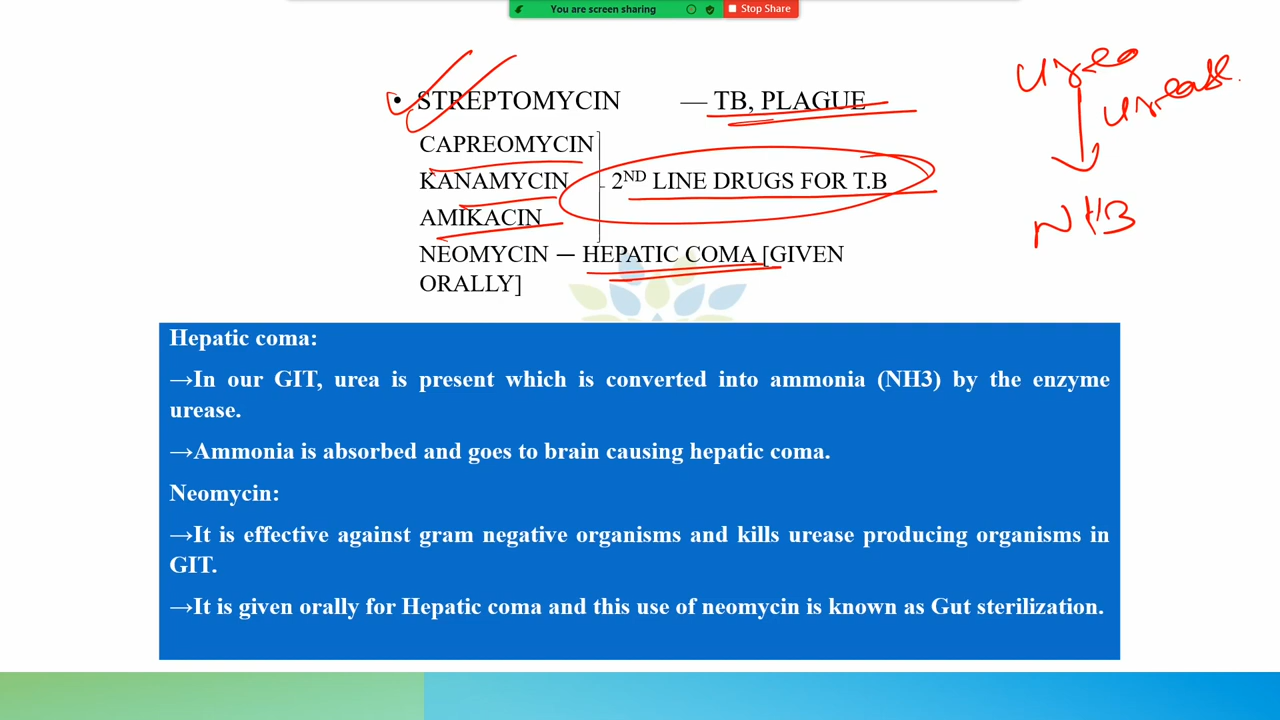 You are screen sharing
Stop Share
• STREPTOMYCIN — TB, PLAGUE
CAPREOMYCIN
KANAMYCIN - 2ND LINE DRUGS FOR T.B
AMIKACIN
NEOMYCIN — HEPATIC COMA [GIVEN
ORALLY]
Urea
Urease
NH3
Hepatic coma:
→In our GIT, urea is present which is converted into ammonia (NH3) by the enzyme
urease.
→Ammonia is absorbed and goes to brain causing hepatic coma.
Neomycin:
→It is effective against gram negative organisms and kills urease producing organisms in
GIT.
→It is given orally for Hepatic coma and this use of neomycin is known as Gut sterilization.